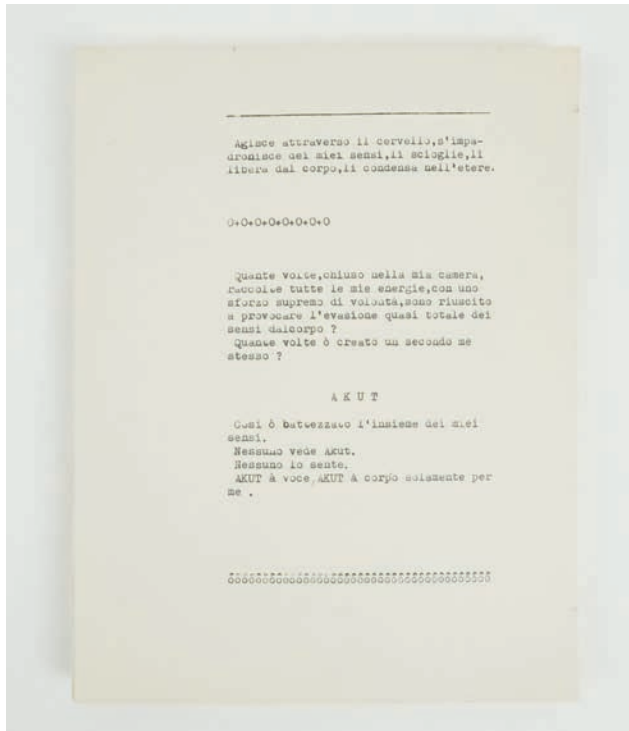 Agisce attraverso il cervello,s'impa-
dronisce dei miei sensi,li scioglie,li
libera dal corpo,li condensa nell'etere.
O+O+O+O+O+O+O
Quante volte,chiuso nella mia camera,
raccolte tutte le mie energie,con uno
sforzo supremo di volontà,sono riuscito
a provocare l'evasione quasi totale dei
sensi dalcorpo ?
Quante volte ò creato un secondo me
stesso ?
A K U T
Così ò battezzato l'insieme dei miei
sensi.
Nessuno vede Akut.
Nessuno lo sente.
AKUT à voce,AKUT à corpo solamente per
me .